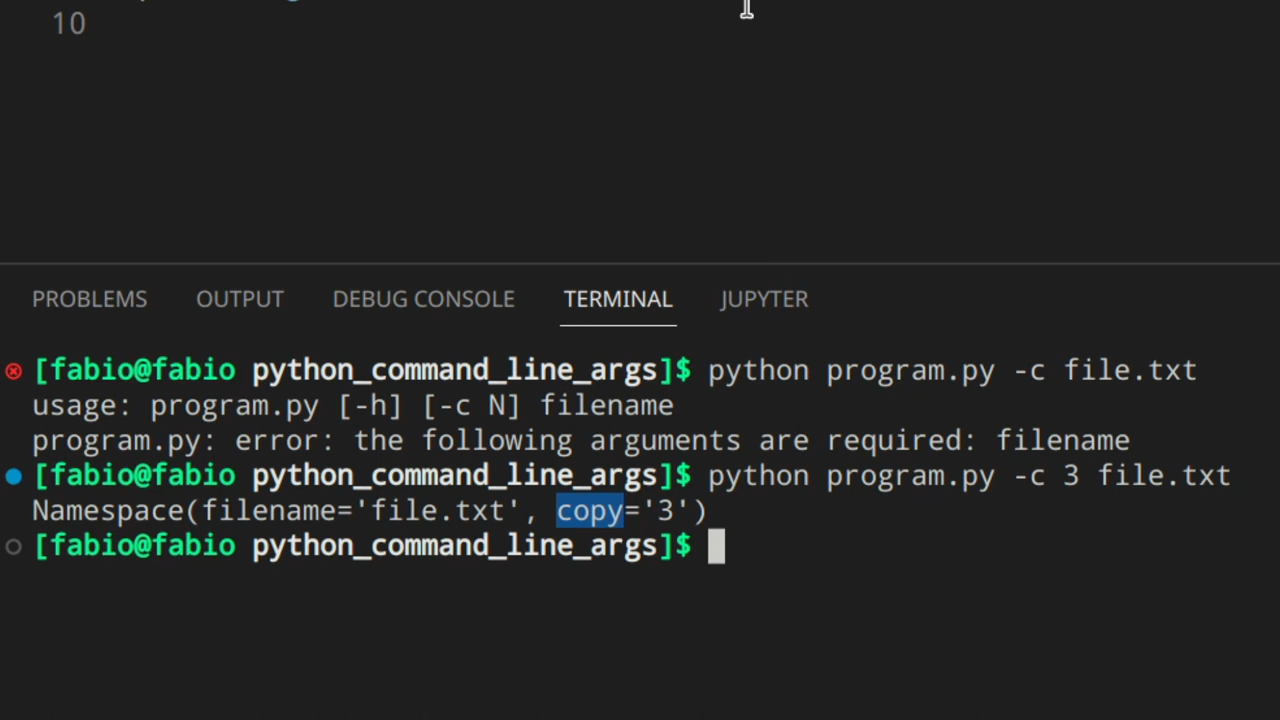 10
PROBLEMS OUTPUT DEBUG CONSOLE TERMINAL JUPYTER
[fabio@fabio python_command_line_args]$ python program.py -c file.txt
usage: program.py [-h] [-c N] filename
program.py: error: the following arguments are required: filename
[fabio@fabio python_command_line_args]$ python program.py -c 3 file.txt
Namespace(filename='file.txt', copy='3')
[fabio@fabio python_command_line_args]$